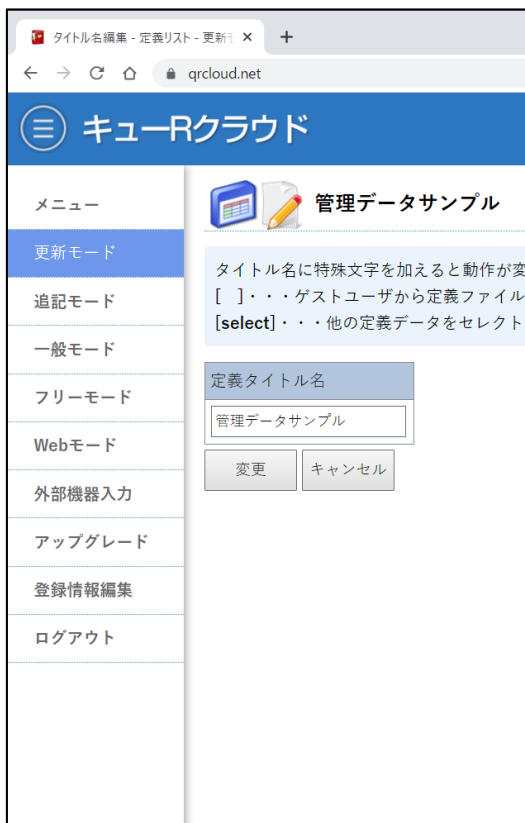 タイトル名編集 - 定義リスト - 更新
qrcloud.net
キューRクラウド
メニュー
更新モード
追記モード
一般モード
フリーモード
Webモード
外部機器入力
アップグレード
登録情報編集
ログアウト
管理データサンプル
タイトル名に特殊文字を加えると動作が変
[ ]・・・ゲストユーザから定義ファイル
[select]・・・他の定義データをセレクト
定義タイトル名
管理データサンプル
変更
キャンセル